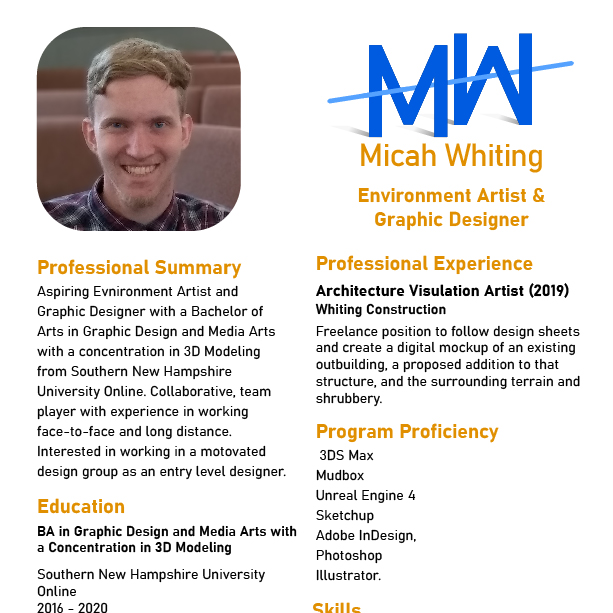 MW
Micah Whiting
Environment Artist &
Graphic Designer
Professional Summary
Aspiring Evnironment Artist and
Graphic Designer with a Bachelor of
Arts in Graphic Design and Media Arts
with a concentration in 3D Modeling
from Southern New Hampshire
University Online. Collaborative, team
player with experience in working
face-to-face and long distance.
Interested in working in a motovated
design group as an entry level designer.
Education
BA in Graphic Design and Media Arts with
a Concentration in 3D Modeling
Southern New Hampshire University
Online
2016 - 2020
Professional Experience
Architecture Visulation Artist (2019)
Whiting Construction
Freelance position to follow design sheets
and create a digital mockup of an existing
outbuilding, a proposed addition to that
structure, and the surrounding terrain and
shrubbery.
Program Proficiency
3DS Max
Mudbox
Unreal Engine 4
Sketchup
Adobe InDesign,
Photoshop
Illustrator.
Skills